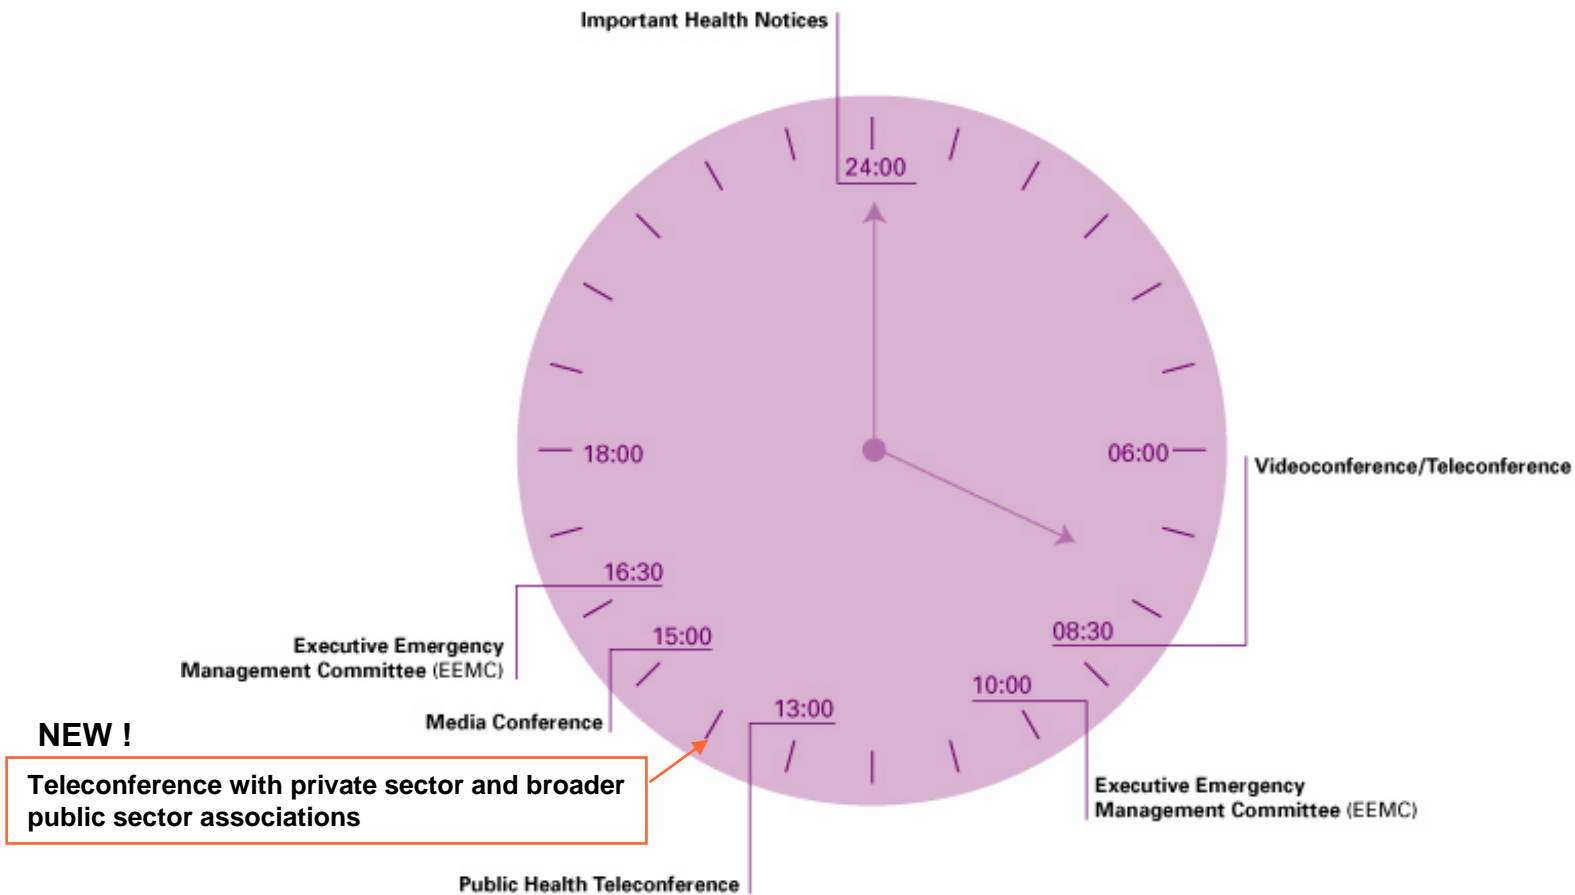 Important Health Notices
24:00
18:00
06:00
Videoconference/Teleconference
16:30
08:30
Executive Emergency
Management Committee (EEMC)
15:00
10:00
13:00
Media Conference
NEW !
Teleconference with private sector and broader
public sector associations
Executive Emergency
Management Committee (EEMC)
Public Health Teleconference